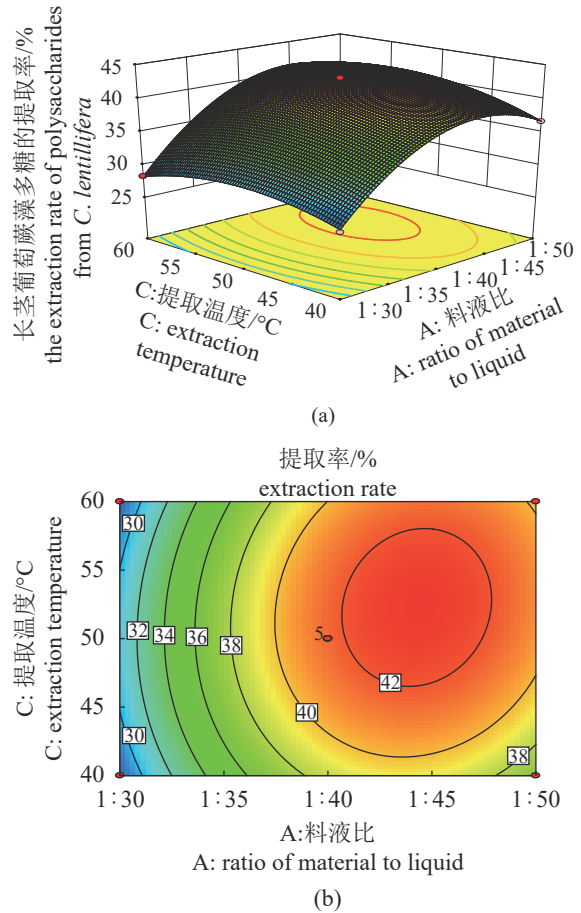 长茎葡萄蕨藻多糖的提取率/%
the extraction rate of polysaccharides
from C. lentillifera
45
40
35
30
25
60
55
50
45
40
C:提取温度/°C
C: extraction
temperature
1∶30
1∶35
1∶40
1∶45
1∶50
A: 料液比
A: ratio of material
to liquid
(a)
提取率/%
extraction rate
C: 提取温度/°C
C: extraction temperature
60
55
50
45
40
30
32
34
36
38
5
42
40
30
38
1∶30
1∶35
1∶40
1∶45
1∶50
A:料液比
A: ratio of material to liquid
(b)